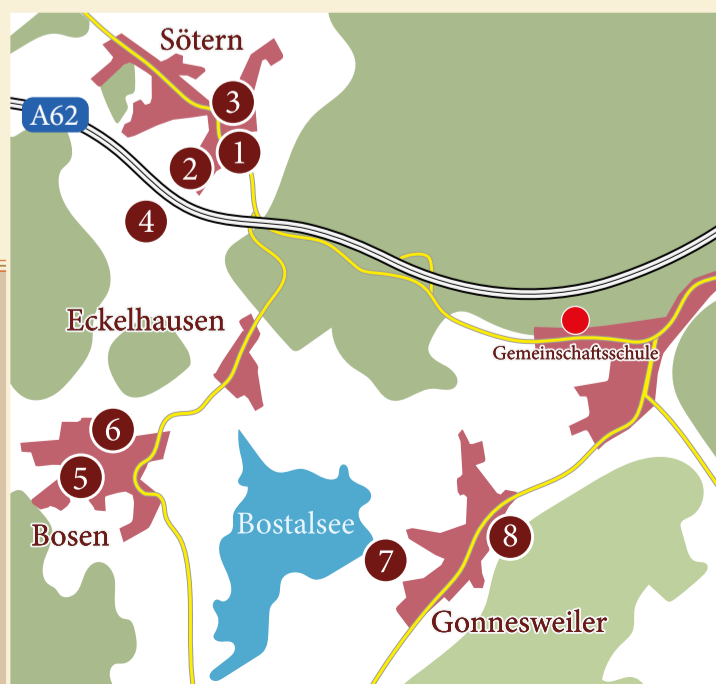 Sötern
A62
3
1
2
4
Eckelhausen
Gemeinschaftsschule
6
5
Bosen
Bostalsee
7
8
Gonnesweiler